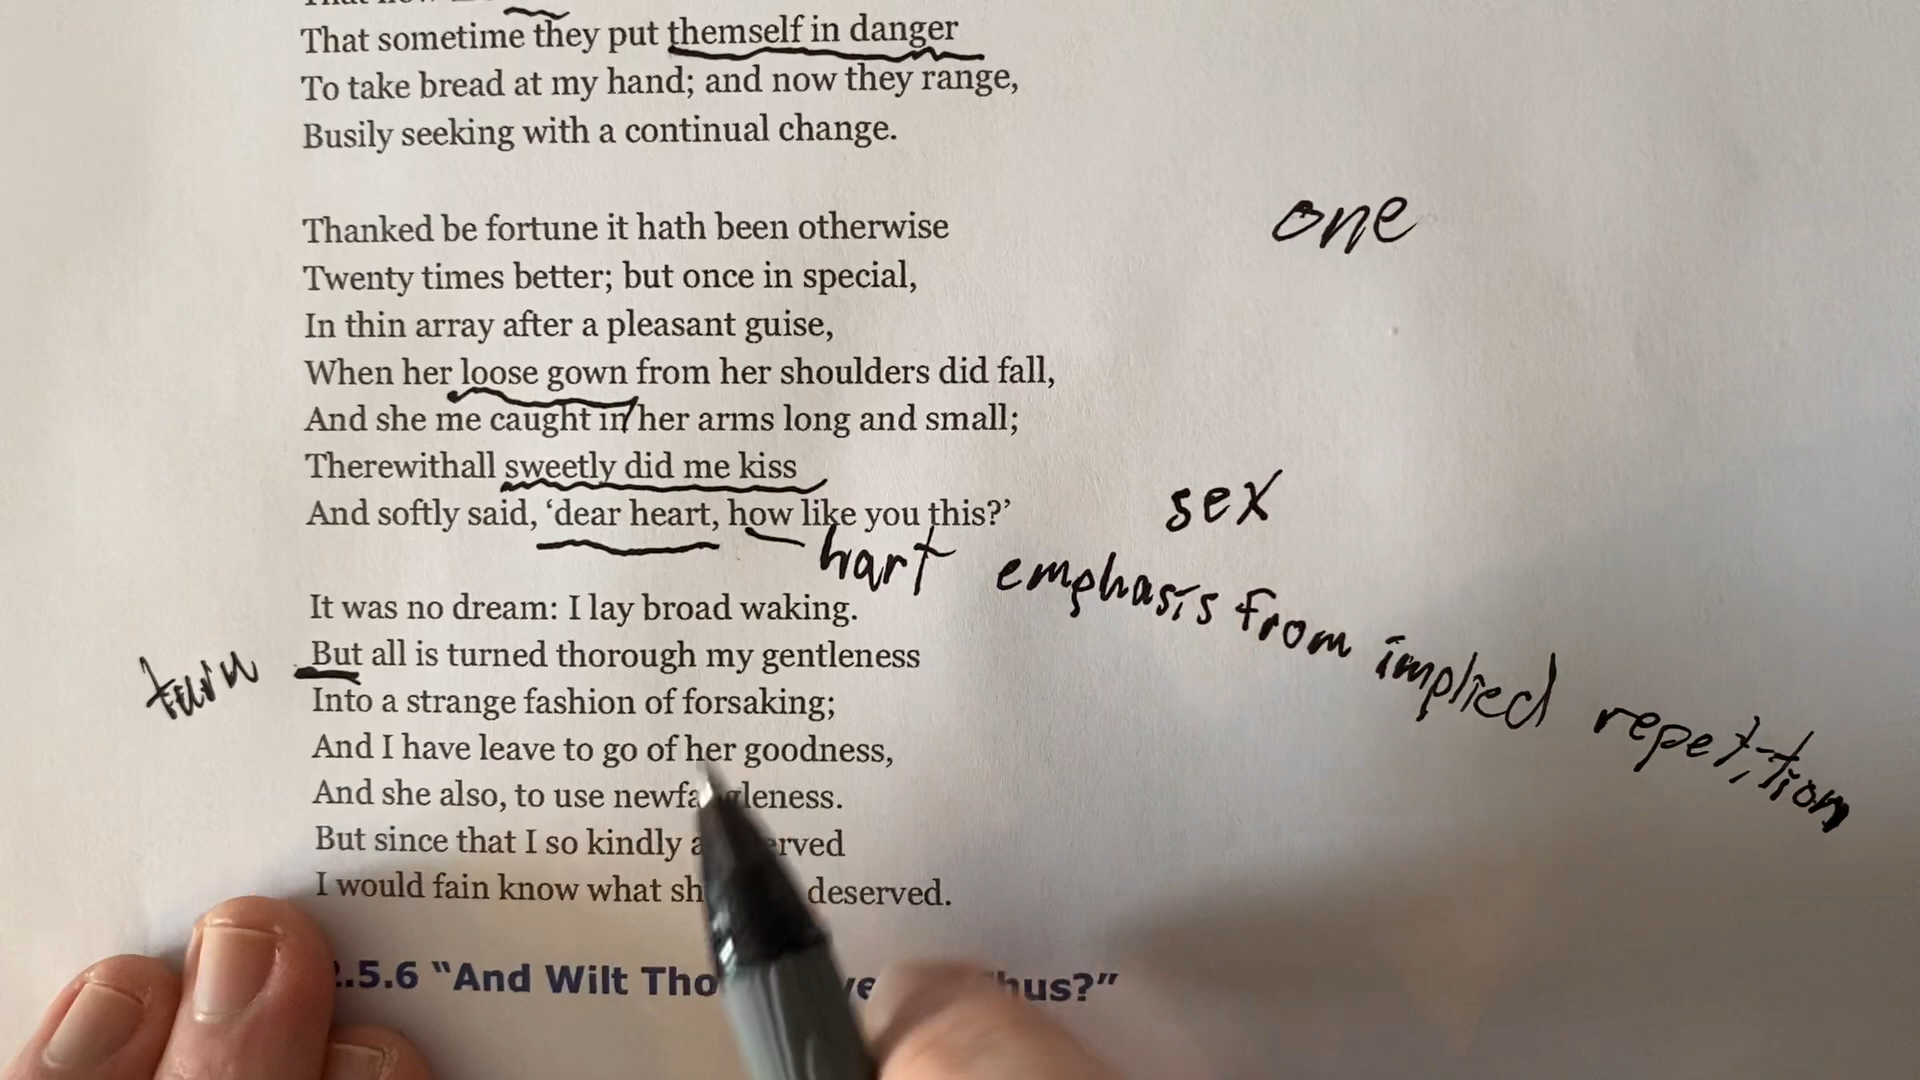 That sometime they put themself in danger
To take bread at my hand; and now they range,
Busily seeking with a continual change.
Thanked be fortune it hath been otherwise
one
Twenty times better; but once in special,
In thin array after a pleasant guise,
When her loose gown from her shoulders did fall,
And she me caught in her arms long and small;
Therewithall sweetly did me kiss
And softly said, ‘dear heart, how like you this?’
sex
hart emphasis from implied repetition
It was no dream: I lay broad waking.
turn
But all is turned thorough my gentleness
Into a strange fashion of forsaking;
And I have leave to go of her goodness,
And she also, to use
But since that I so kindly
I would fain know what deserved.
.5.6 “And Wilt